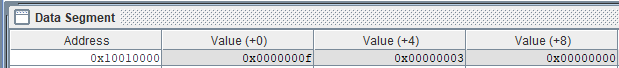 Data Segment
Address Value (+0) Value (+4) Value (+8)
0x10010000 0x0000000f 0x00000003 0x00000000